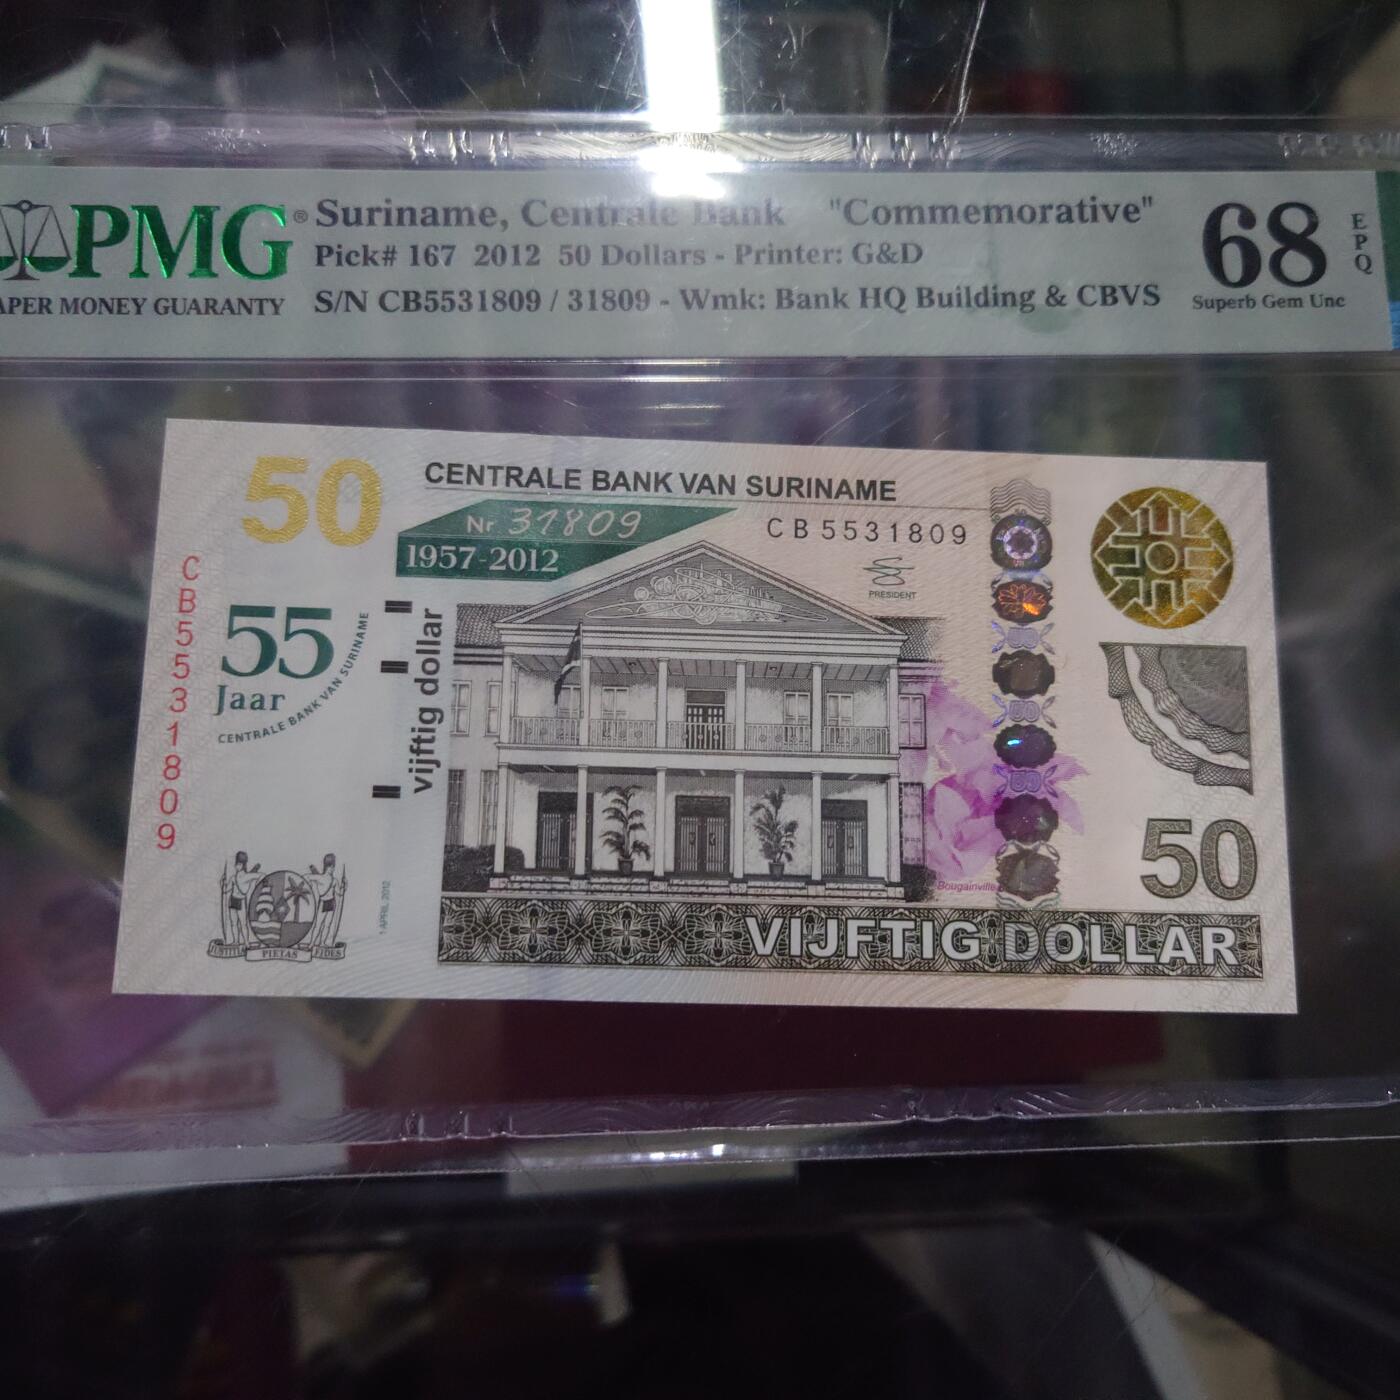 PMG®
PAPER MONEY GUARANTY
Suriname, Centrale Bank "Commemorative"
Pick# 167 2012 50 Dollars - Printer: G&D
S/N CB5531809 / 31809 - Wmk: Bank HQ Building & CBVS
68
EPQ
Superb Gem Unc
50
CENTRALE BANK VAN SURINAME
Nr 31809
CB5531809
1957-2012
PRESIDENT
CB5531809
55
Jaar
CENTRALE BANK VAN SURINAME
vijftig dollar
1 APRIL 2012
Bougainville
50
JUSTITIA PIETAS FIDES
VIJFTIG DOLLAR